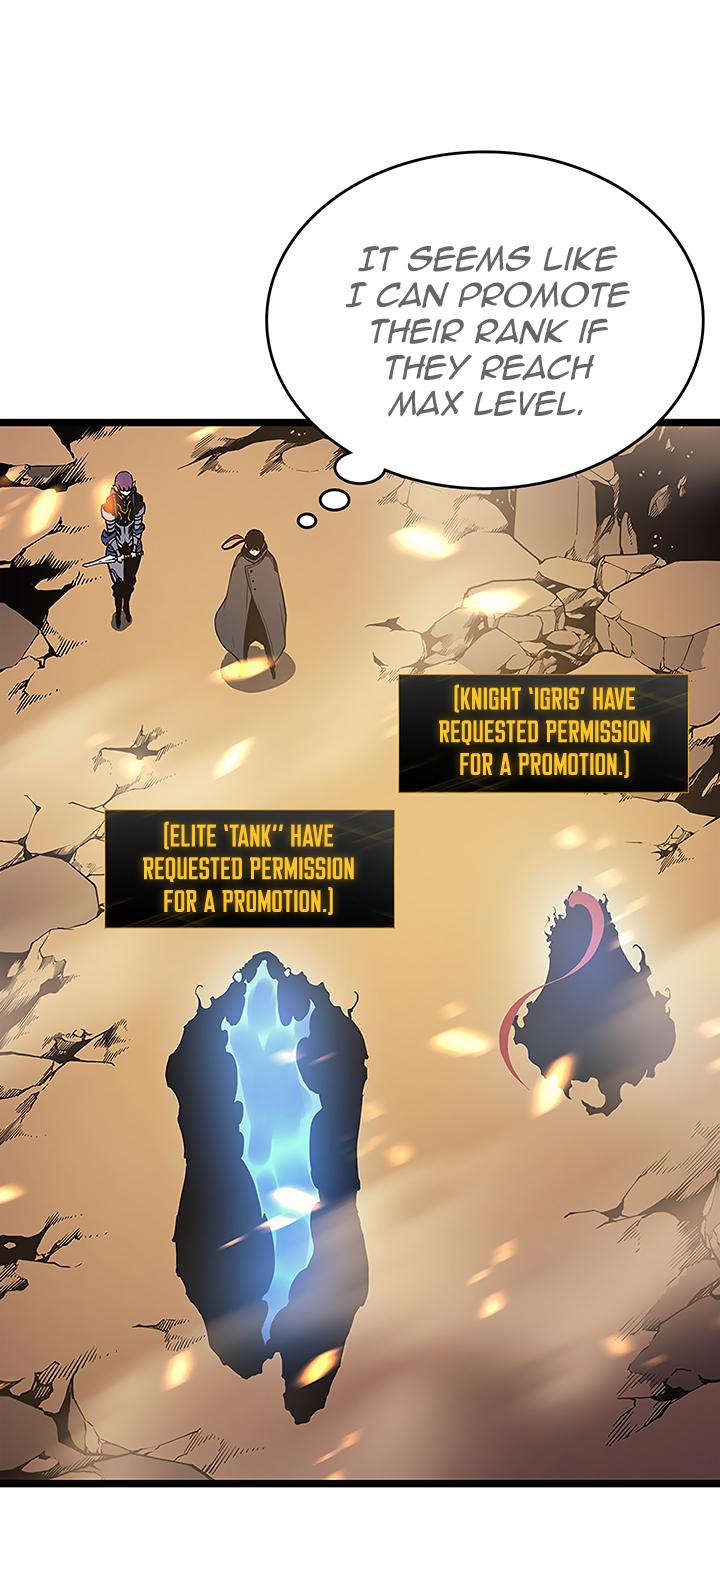 IT SEEMS LIKE
I CAN PROMOTE
THEIR RANK IF
THEY REACH
MAX LEVEL.
[KNIGHT 'IGRIS' HAVE
REQUESTED PERMISSION
FOR A PROMOTION.]
[ELITE 'TANK" HAVE
REQUESTED PERMISSION
FOR A PROMOTION.]